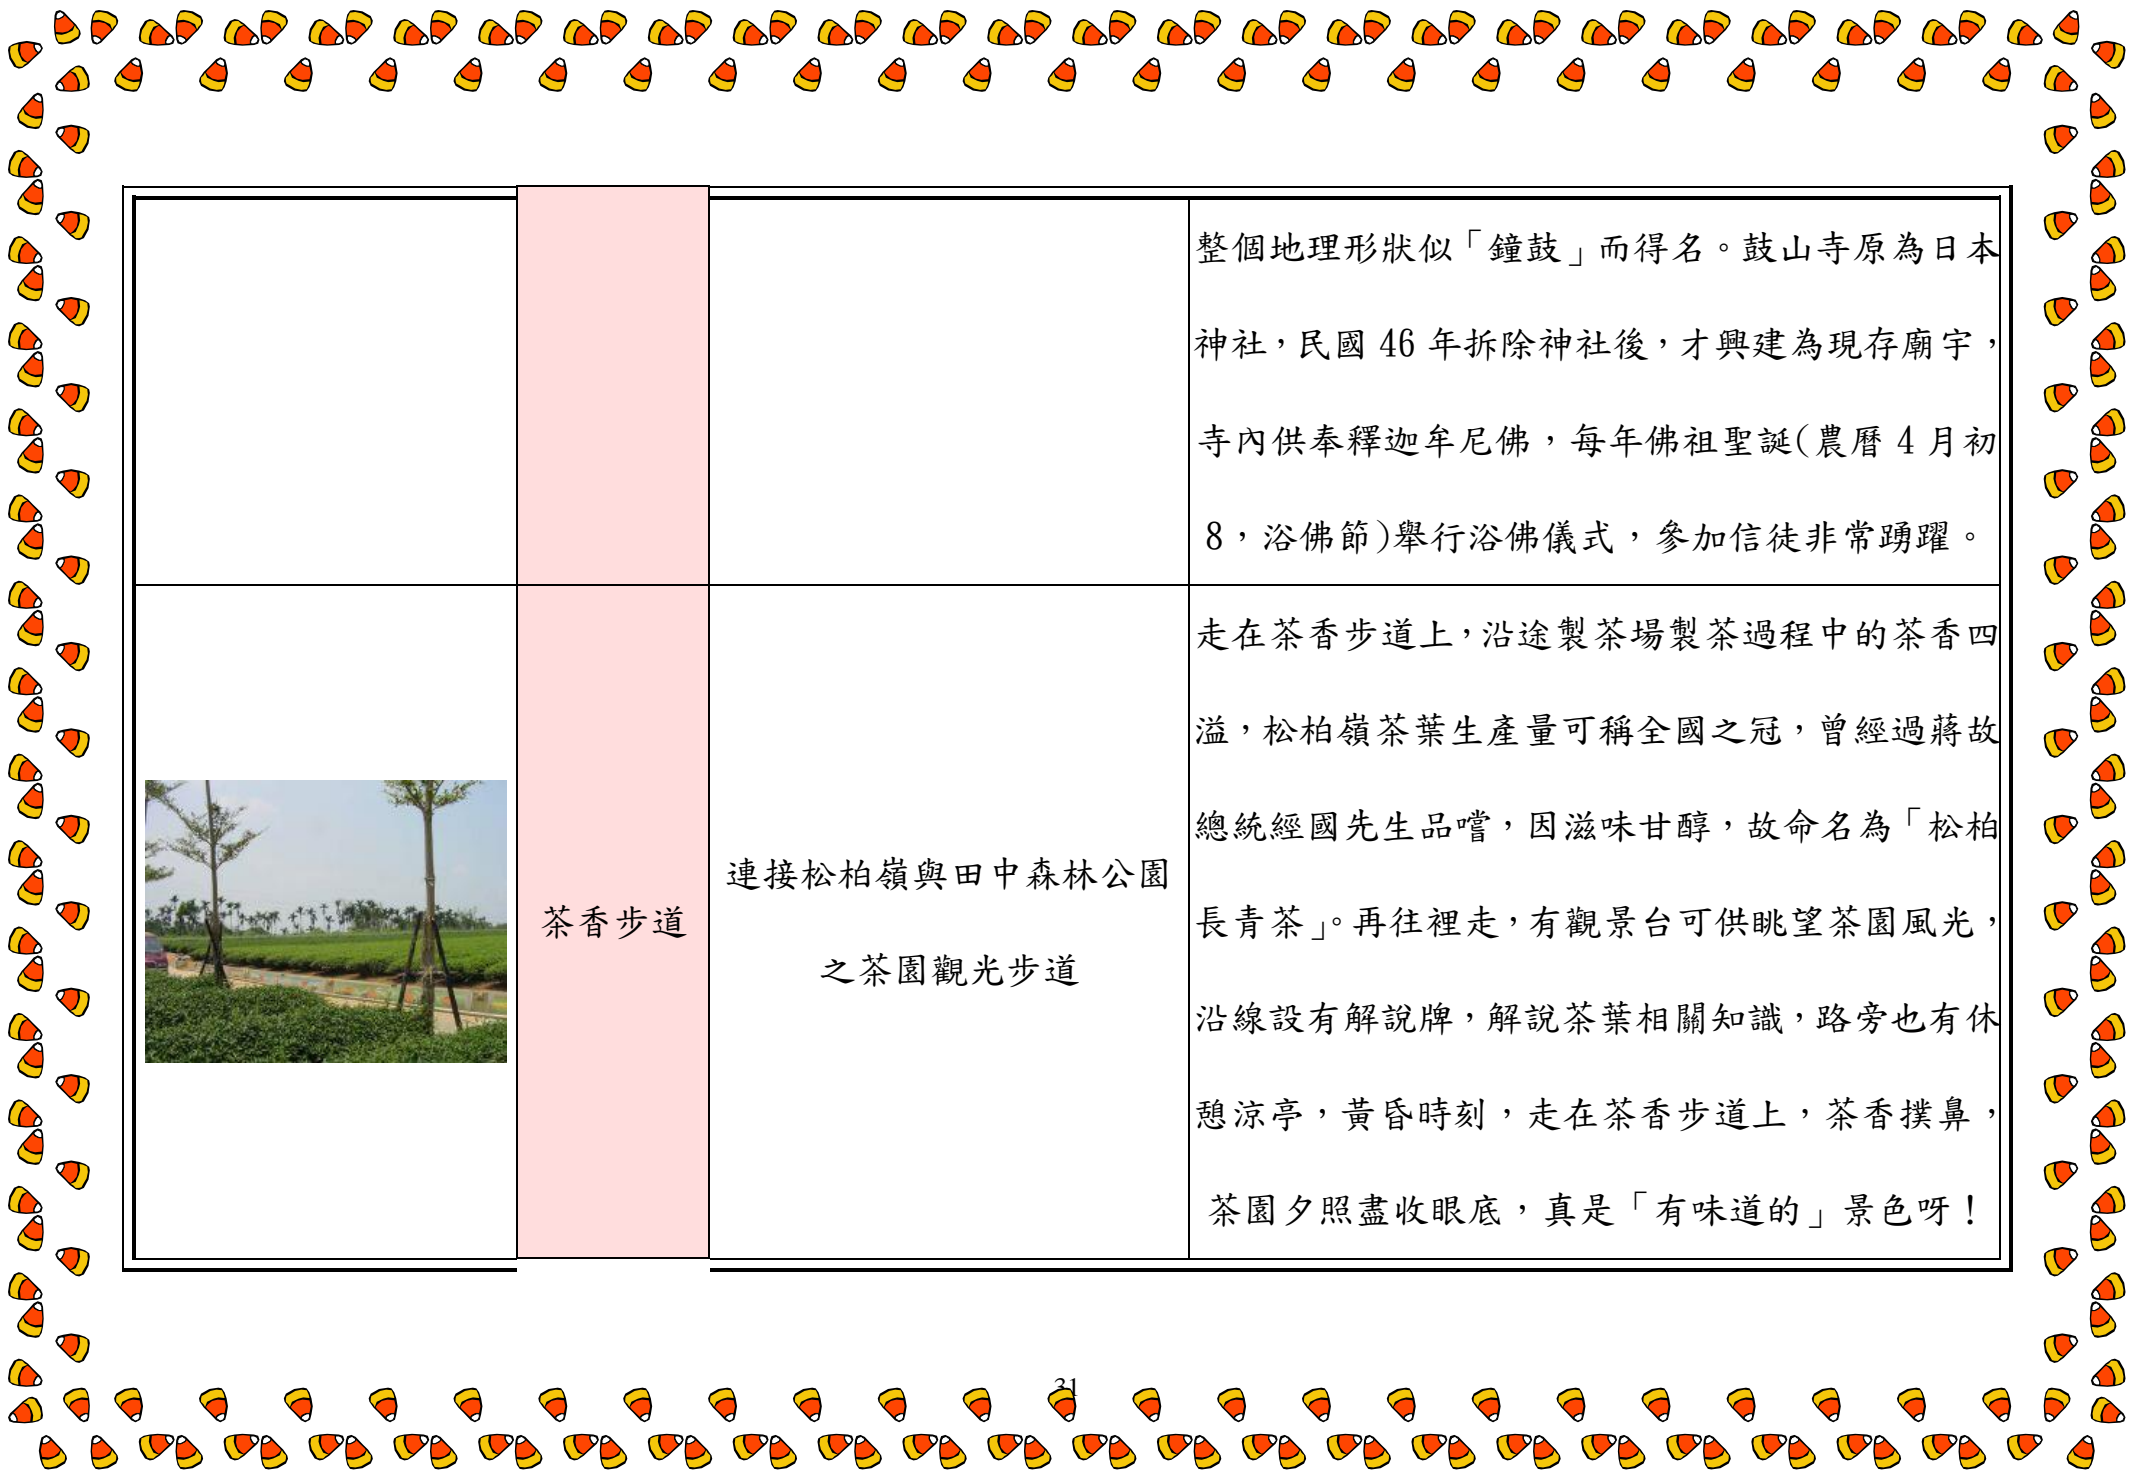 整個地理形狀似「鐘鼓」而得名。鼓山寺原為日本
神社，民國 46 年拆除神社後，才興建為現存廟宇，
寺內供奉釋迦牟尼佛，每年佛祖聖誕(農曆 4 月初
8，浴佛節)舉行浴佛儀式，參加信徒非常踴躍。
茶香步道
連接松柏嶺與田中森林公園
之茶園觀光步道
走在茶香步道上，沿途製茶場製茶過程中的茶香四
溢，松柏嶺茶葉生產量可稱全國之冠，曾經過蔣故
總統經國先生品嚐，因滋味甘醇，故命名為「松柏
長青茶」。再往裡走，有觀景台可供眺望茶園風光，
沿線設有解說牌，解說茶葉相關知識，路旁也有休
憩涼亭，黃昏時刻，走在茶香步道上，茶香撲鼻，
茶園夕照盡收眼底，真是「有味道的」景色呀！
31